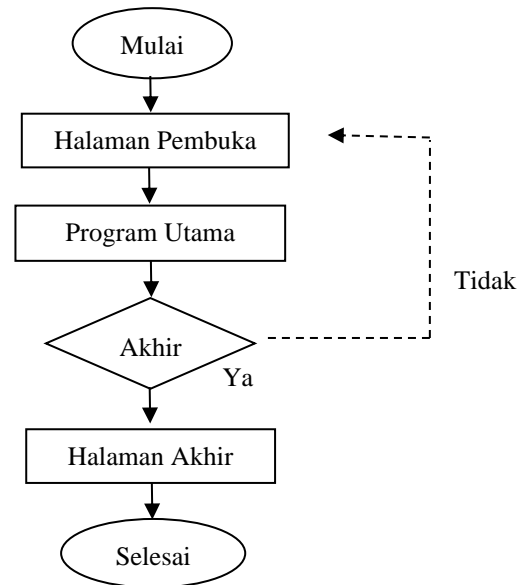 Mulai
Halaman Pembuka
Program Utama
Tidak
Akhir
Ya
Halaman Akhir
Selesai